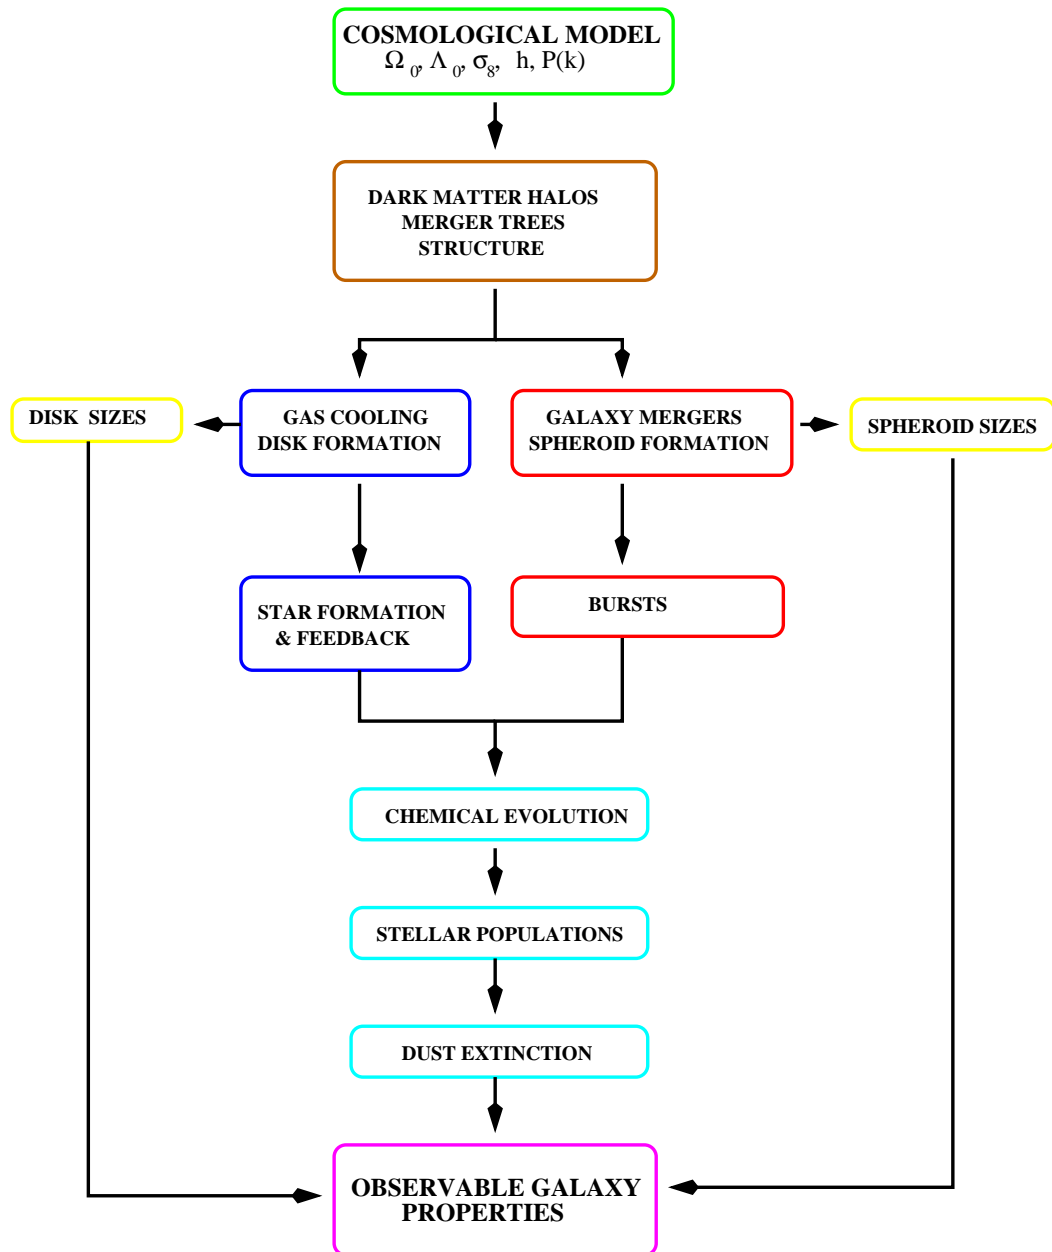 COSMOLOGICAL MODEL
Ω₀, Λ₀, σ₈, h, P(k)
DARK MATTER HALOS
MERGER TREES
STRUCTURE
GAS COOLING
DISK FORMATION
GALAXY MERGERS
SPHEROID FORMATION
DISK SIZES
SPHEROID SIZES
STAR FORMATION
& FEEDBACK
BURSTS
CHEMICAL EVOLUTION
STELLAR POPULATIONS
DUST EXTINCTION
OBSERVABLE GALAXY
PROPERTIES